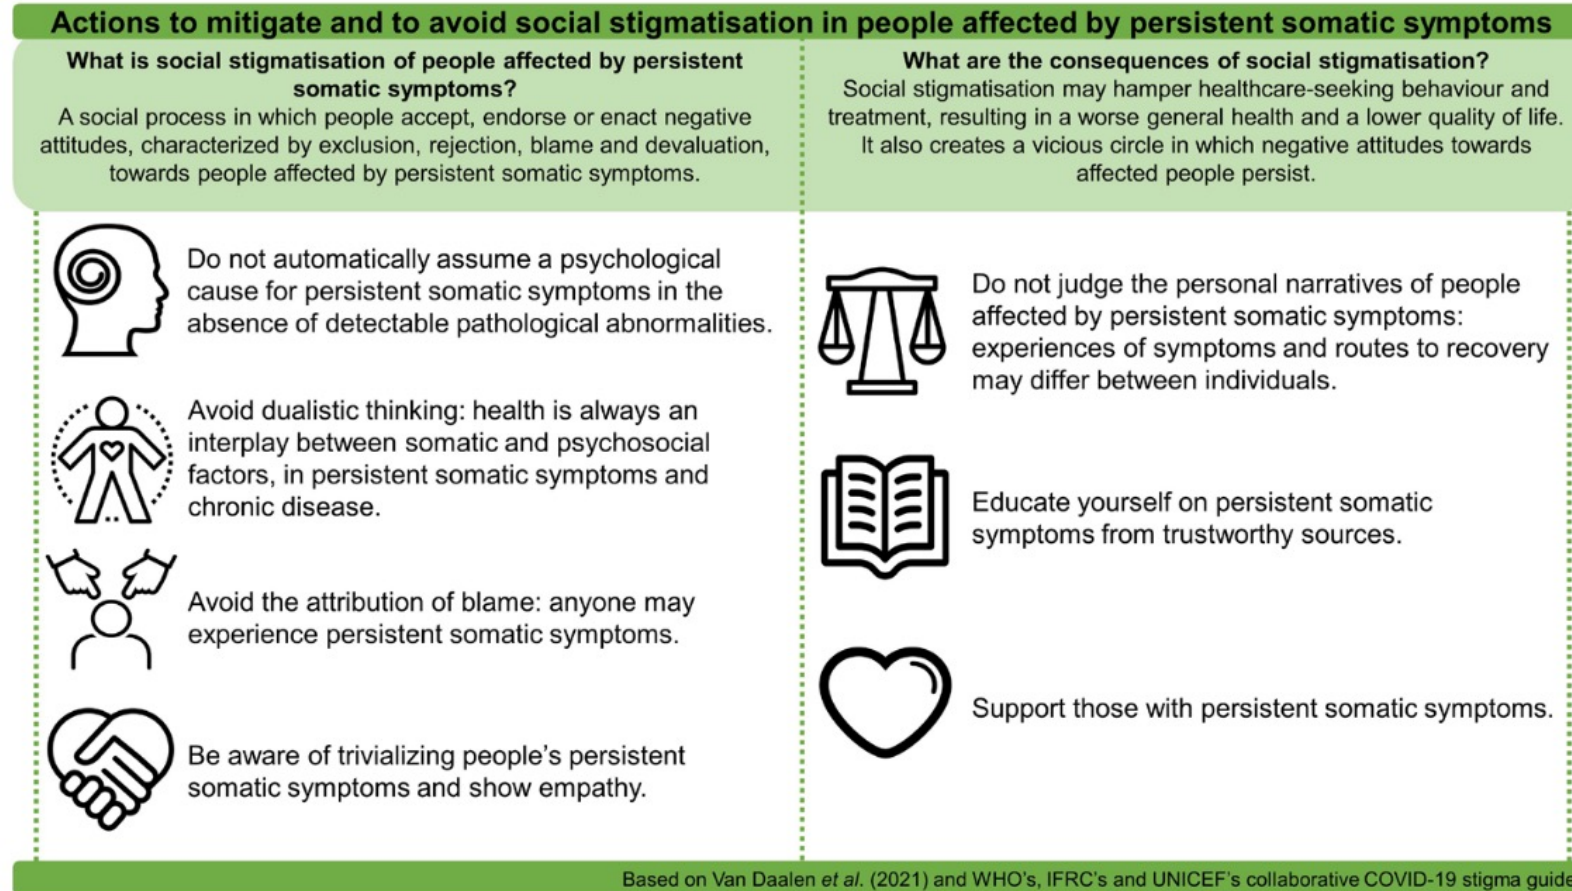 Actions to mitigate and to avoid social stigmatisation in people affected by persistent somatic symptoms
What is social stigmatisation of people affected by persistent
somatic symptoms?
A social process in which people accept, endorse or enact negative
attitudes, characterized by exclusion, rejection, blame and devaluation,
towards people affected by persistent somatic symptoms.
What are the consequences of social stigmatisation?
Social stigmatisation may hamper healthcare-seeking behaviour and
treatment, resulting in a worse general health and a lower quality of life.
It also creates a vicious circle in which negative attitudes towards
affected people persist.
Do not automatically assume a psychological
cause for persistent somatic symptoms in the
absence of detectable pathological abnormalities.
Avoid dualistic thinking: health is always an
interplay between somatic and psychosocial
factors, in persistent somatic symptoms and
chronic disease.
Avoid the attribution of blame: anyone may
experience persistent somatic symptoms.
Be aware of trivializing people's persistent
somatic symptoms and show empathy.
Do not judge the personal narratives of people
affected by persistent somatic symptoms:
experiences of symptoms and routes to recovery
may differ between individuals.
Educate yourself on persistent somatic
symptoms from trustworthy sources.
Support those with persistent somatic symptoms.
Based on Van Daalen et al. (2021) and WHO's, IFRC's and UNICEF's collaborative COVID-19 stigma guide